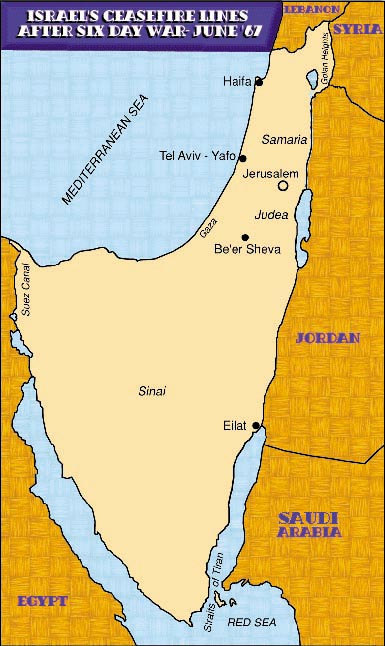 ISRAEL'S CEASEFIRE LINES
AFTER SIX DAY WAR- JUNE '67
LEBANON
SYRIA
Golan Heights
Haifa
MEDITERRANEAN SEA
Samaria
Tel Aviv - Yafo
Jerusalem
Judea
Gaza
Be'er Sheva
Suez Canal
JORDAN
Sinai
Eilat
SAUDI
ARABIA
Straits of Tiran
EGYPT
RED SEA